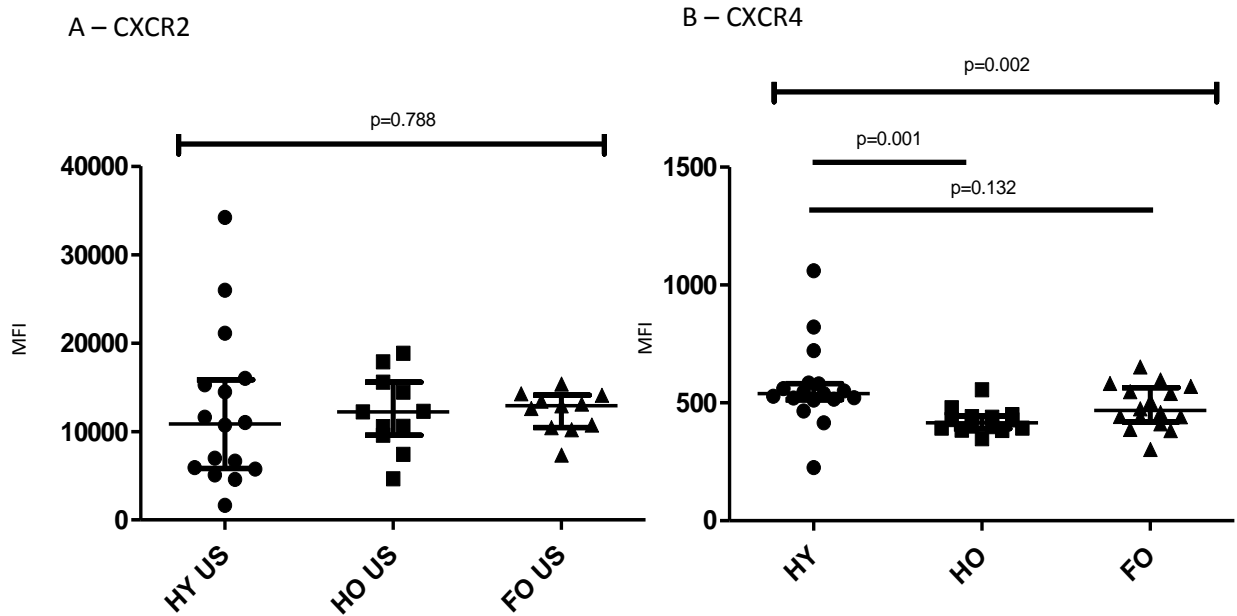 A – CXCR2
p=0.788
MFI
40000
30000
20000
10000
0
HY US
HO US
FO US
B – CXCR4
p=0.002
p=0.001
p=0.132
MFI
1500
1000
500
0
HY
HO
FO